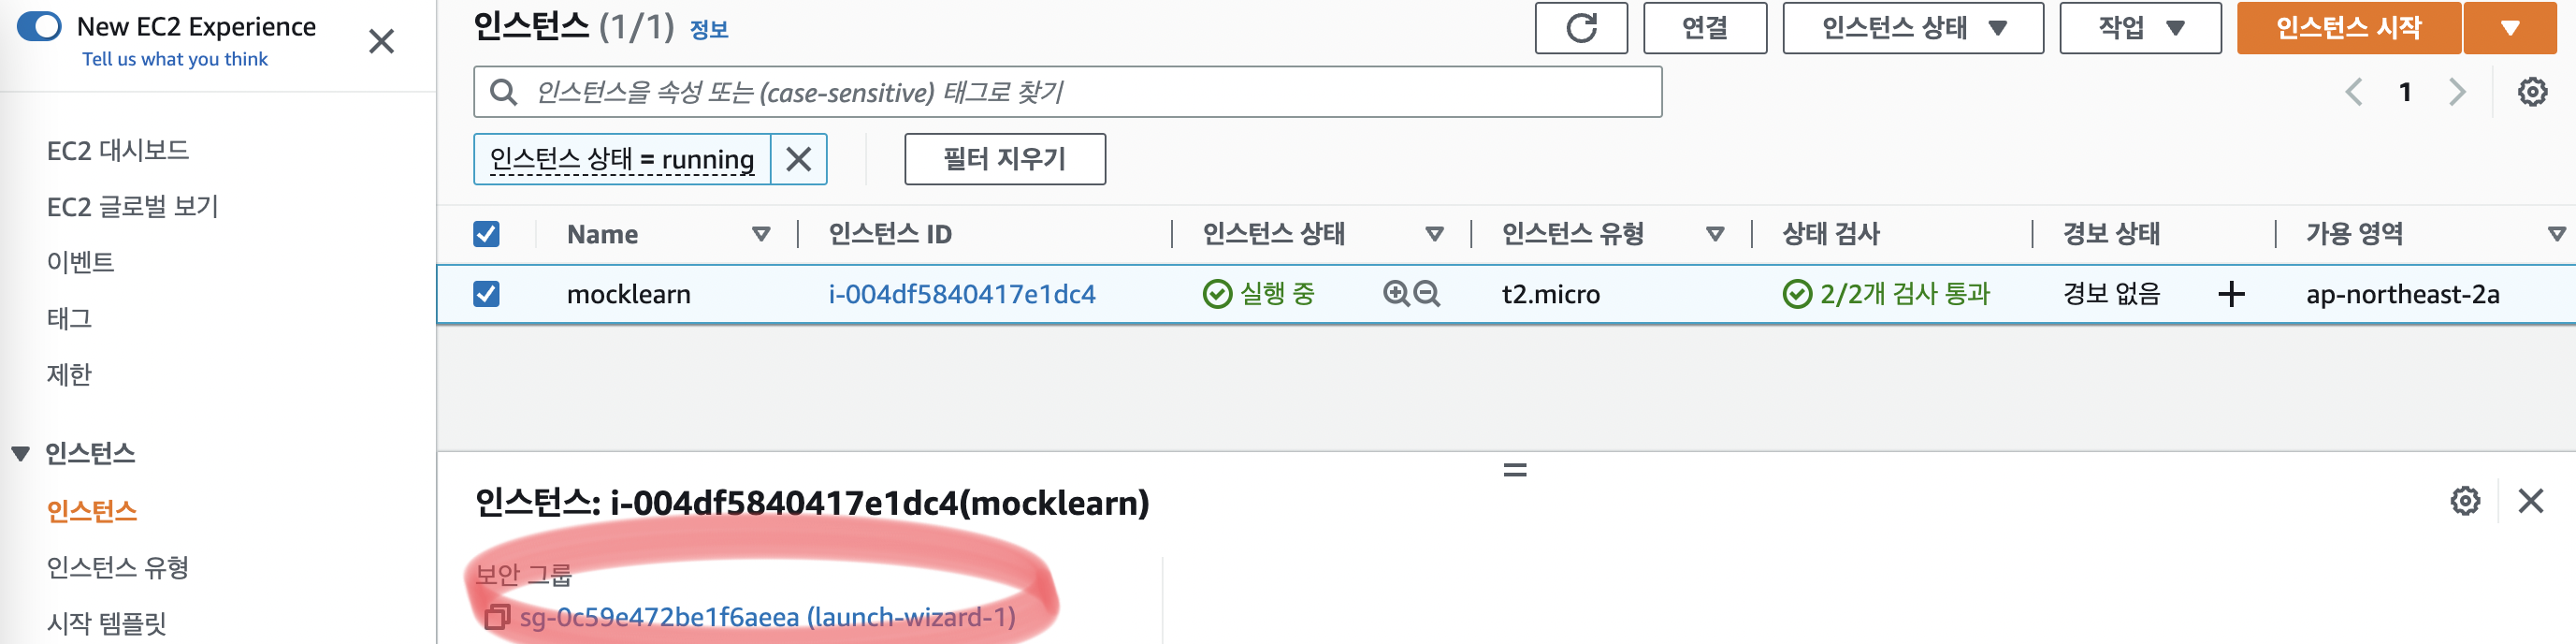 New EC2 Experience
Tell us what you think
EC2 대시보드
EC2 글로벌 보기
이벤트
태그
제한
인스턴스
인스턴스
인스턴스 유형
시작 템플릿
인스턴스 (1/1) 정보
연결
인스턴스 상태
작업
인스턴스 시작
인스턴스을 속성 또는 (case-sensitive) 태그로 찾기
1
인스턴스 상태 = running
필터 지우기
Name 인스턴스 ID 인스턴스 상태 인스턴스 유형 상태 검사 경보 상태 가용 영역
mocklearn i-004df5840417e1dc4 실행 중 t2.micro 2/2개 검사 통과 경보 없음 + ap-northeast-2a
인스턴스: i-004df5840417e1dc4(mocklearn)
보안 그룹
sg-0c59e472be1f6aeea (launch-wizard-1)